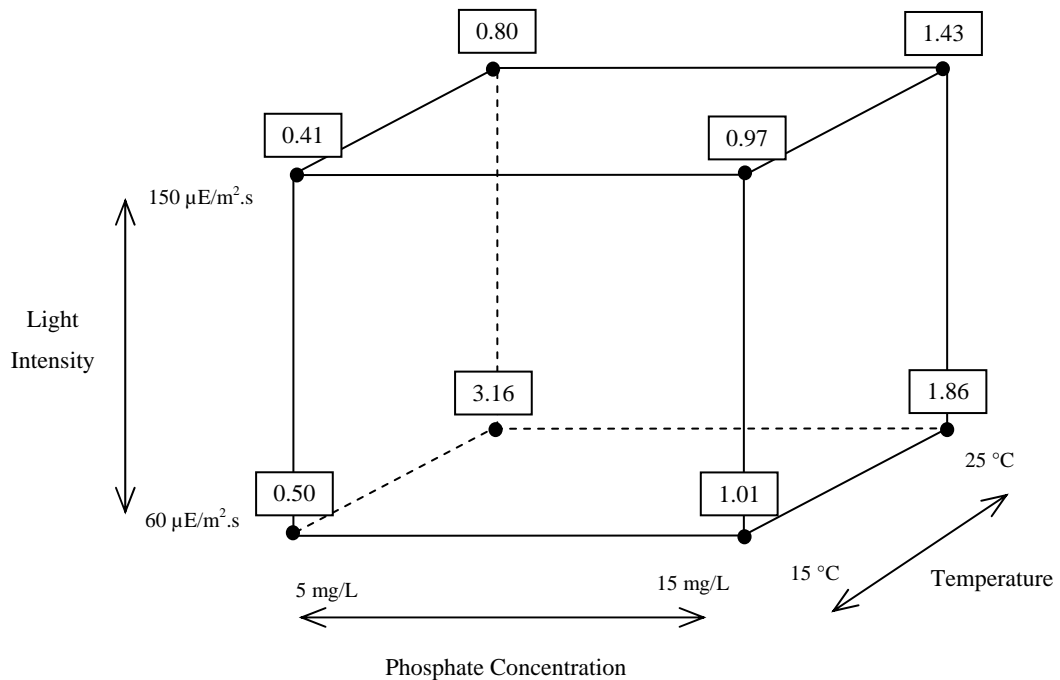 0.80
1.43
0.41
0.97
150 µE/m².s
Light
Intensity
3.16
1.86
25 °C
0.50
1.01
60 µE/m².s
15 °C
Temperature
5 mg/L
15 mg/L
Phosphate Concentration